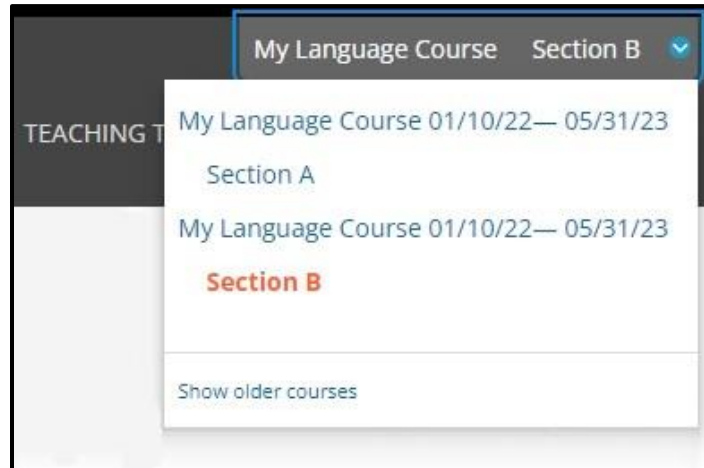 My Language Course Section B
TEACHING T
My Language Course 01/10/22— 05/31/23
Section A
My Language Course 01/10/22— 05/31/23
Section B
Show older courses